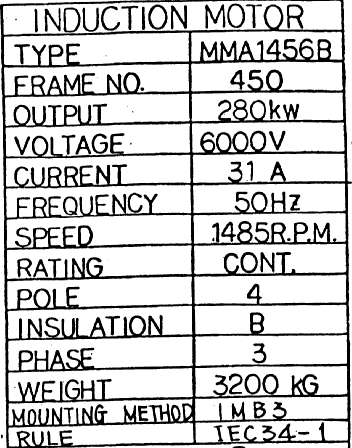 INDUCTION MOTOR
TYPE MMA1456B
FRAME NO. 450
OUTPUT 280kw
VOLTAGE 6000V
CURRENT 31 A
FREQUENCY 50Hz
SPEED 1485R.P.M.
RATING CONT.
POLE 4
INSULATION B
PHASE 3
WEIGHT 3200 KG
MOUNTING METHOD IMB3
RULE IEC34-1